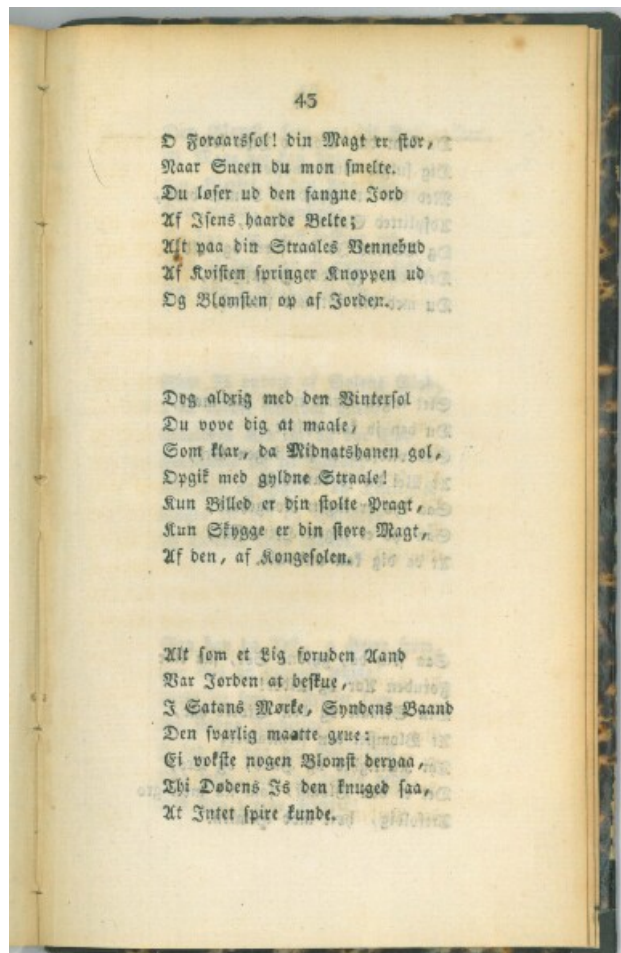 43
O Foraarssol! din Magt er stor,
Naar Sneen du mon smelte.
Du løser ud den fangne Jord
Af Isens haarde Belte;
Alt paa din Straales Vennebud
Af Kvisten springer Knoppen ud
Og Blomsten op af Jorden.
Dog aldrig med den Vintersol
Du vove dig at maale,
Som klar, da Midnatshanen gol,
Opgik med gyldne Straale!
Kun Billed er din stolte Pragt,
Kun Skygge er din store Magt,
Af den, af Kongesolen.
Alt som et Lig foruden Aand
Var Jorden at beskue,
I Satans Mørke, Syndens Baand
Den svarlig maatte grue:
Ei vokste nogen Blomst derpaa,
Thi Dødens Is den knuged saa,
At Intet spire kunde.